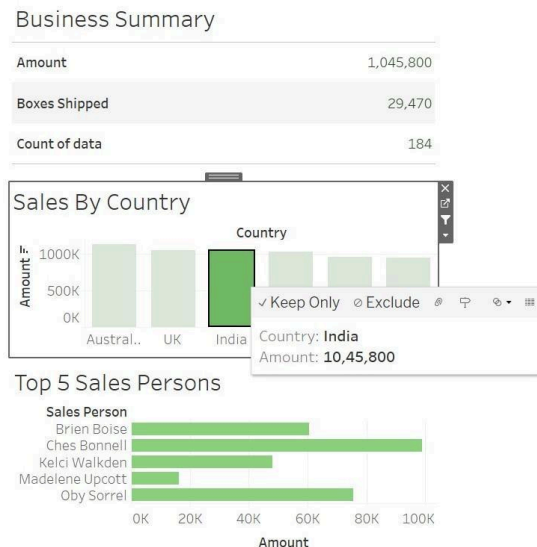 Business Summary
Amount 1,045,800
Boxes Shipped 29,470
Count of data 184
Sales By Country
Country
Amount
1000K
500K
0K
Austral.. UK India
✓ Keep Only ⊘ Exclude
Country: India
Amount: 10,45,800
Top 5 Sales Persons
Sales Person
Brien Boise
Ches Bonnell
Kelci Walkden
Madelene Upcott
Oby Sorrel
0K 20K 40K 60K 80K 100K
Amount